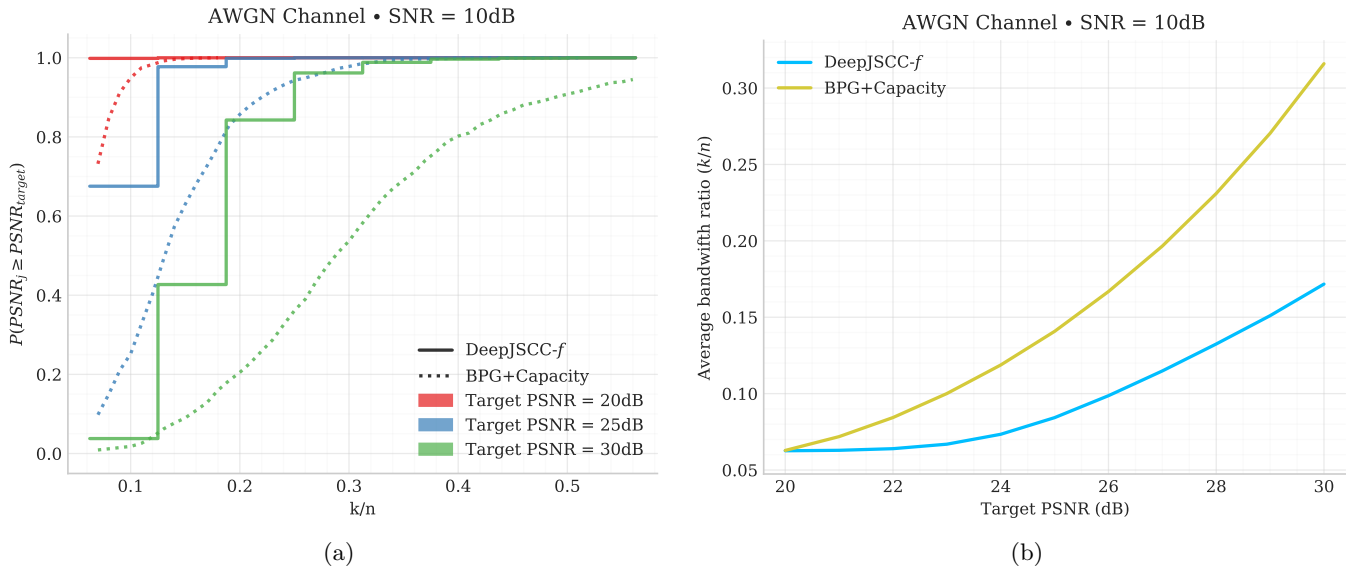 AWGN Channel • SNR = 10dB
1.0
0.8
0.6
0.4
0.2
0.0
P(PSNR_j ≥ PSNR_{target})
DeepJSCC-f
BPG+Capacity
Target PSNR = 20dB
Target PSNR = 25dB
Target PSNR = 30dB
0.1 0.2 0.3 0.4 0.5
k/n
(a)
AWGN Channel • SNR = 10dB
DeepJSCC-f
BPG+Capacity
0.30
0.25
0.20
0.15
0.10
0.05
Average bandwifth ratio (k/n)
20 22 24 26 28 30
Target PSNR (dB)
(b)